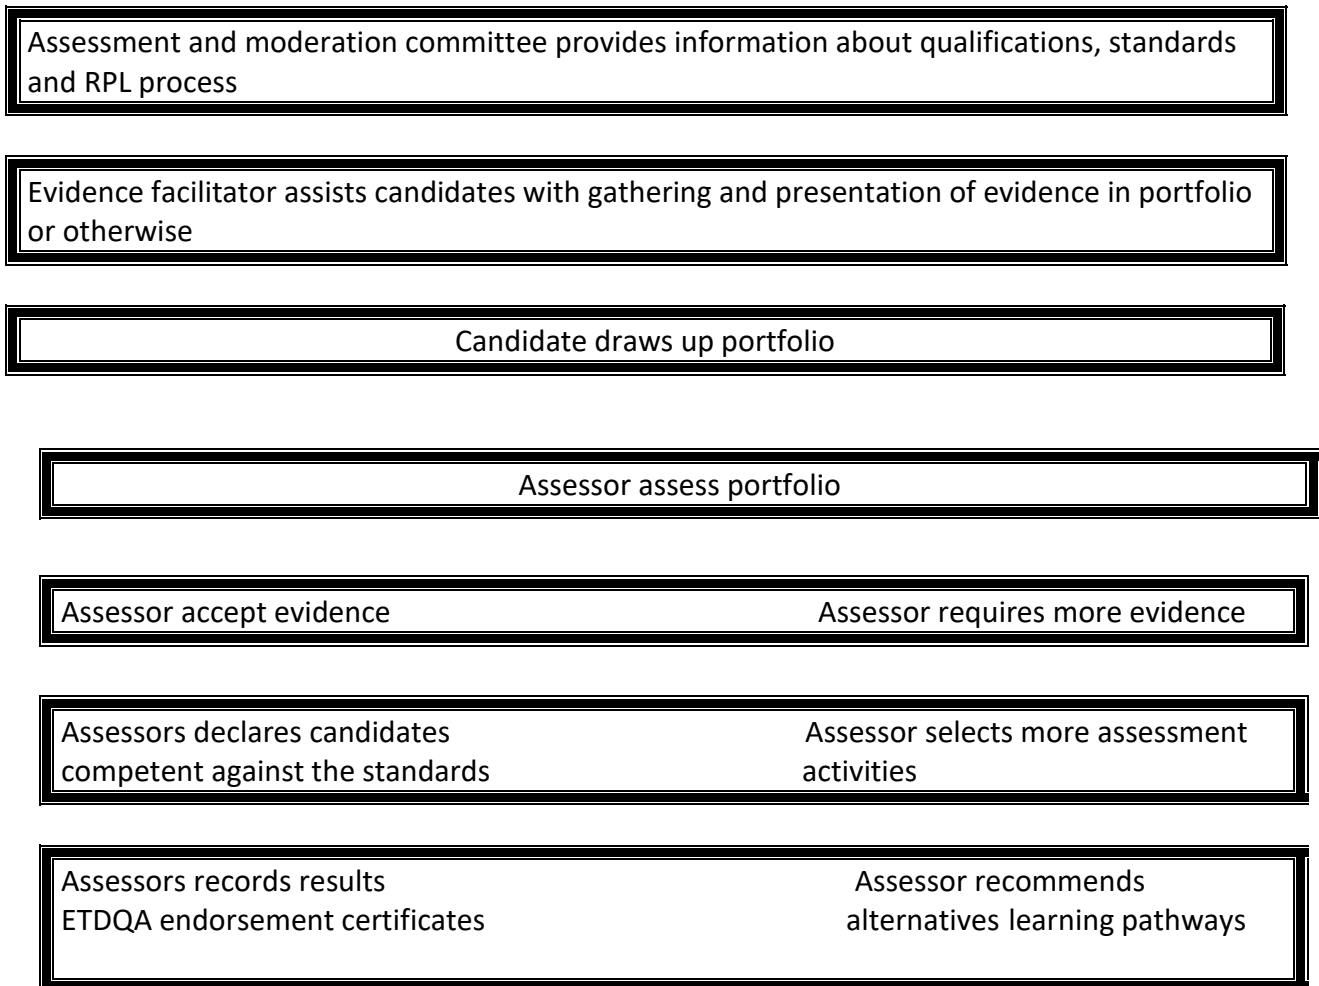 Assessment and moderation committee provides information about qualifications, standards
and RPL process
Evidence facilitator assists candidates with gathering and presentation of evidence in portfolio
or otherwise
Candidate draws up portfolio
Assessor assess portfolio
Assessor accept evidence Assessor requires more evidence
Assessors declares candidates Assessor selects more assessment
competent against the standards activities
Assessors records results Assessor recommends
ETDQA endorsement certificates alternatives learning pathways